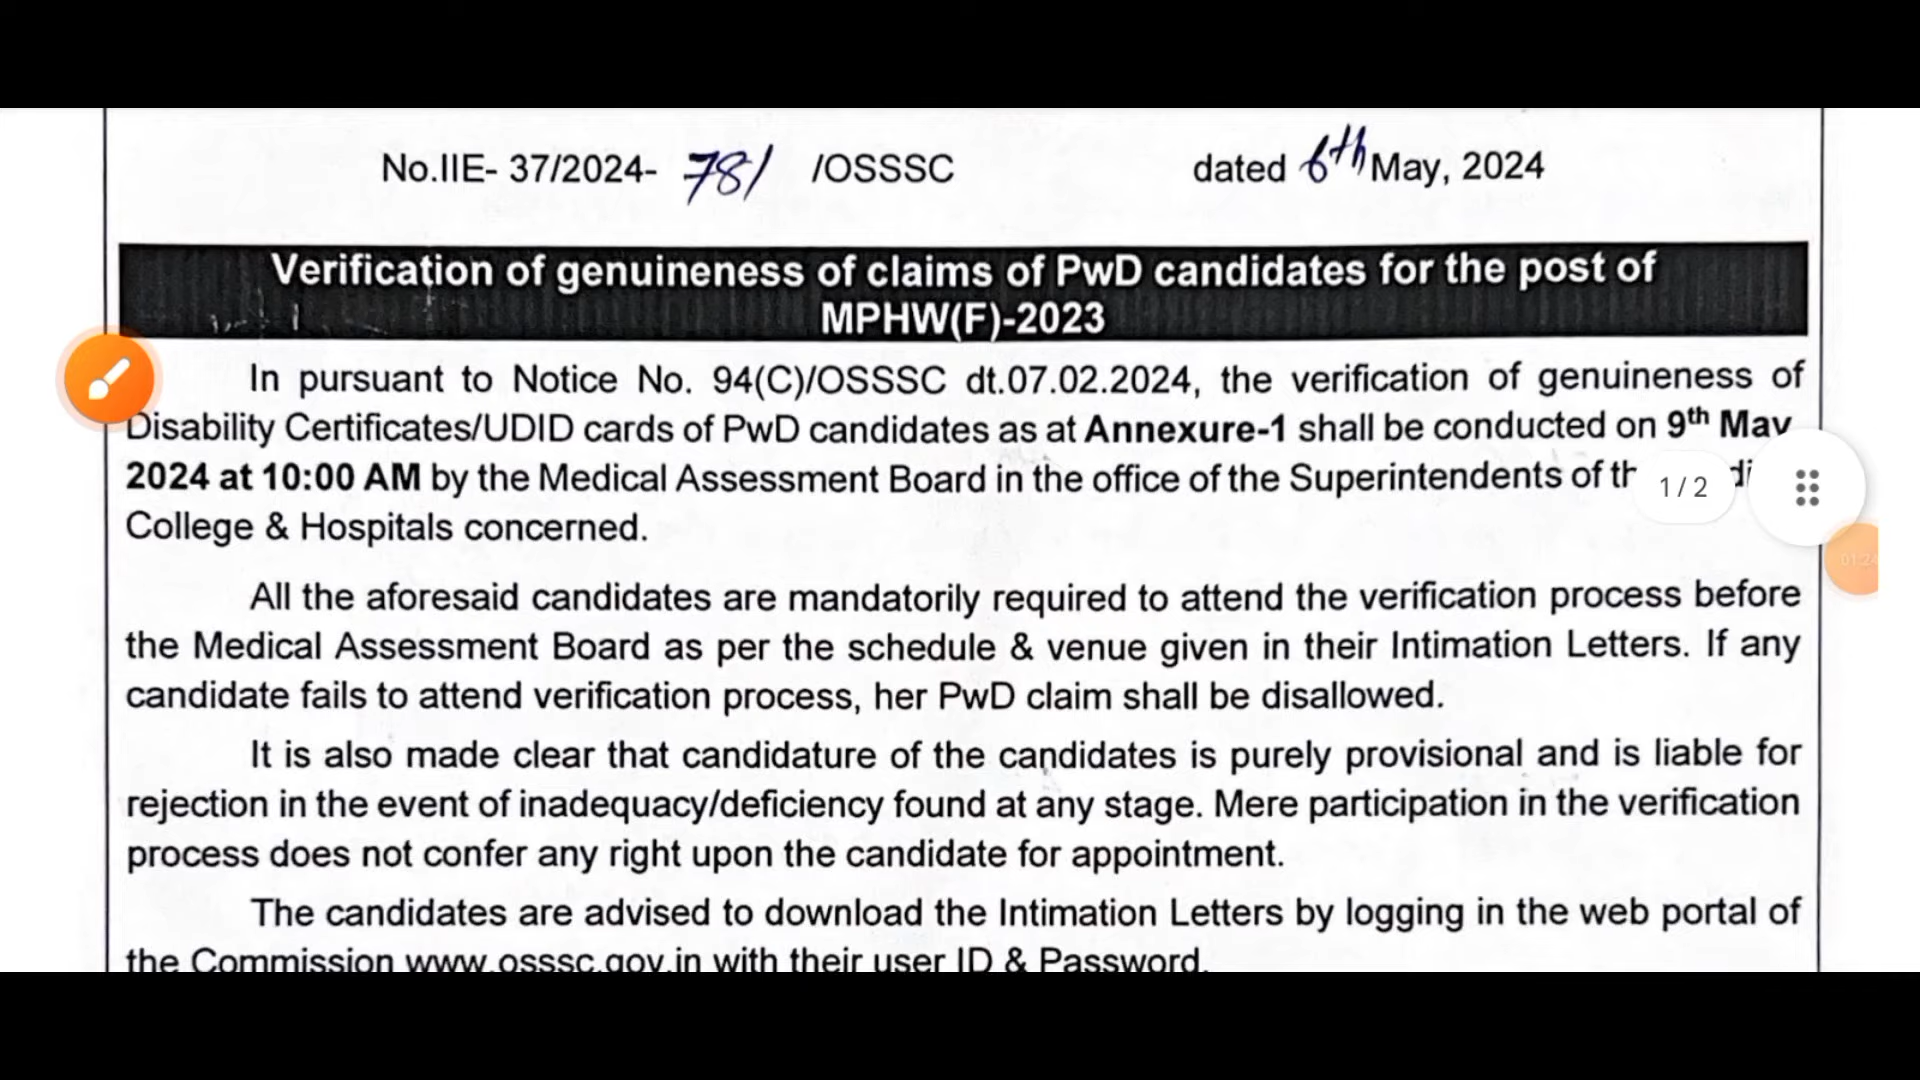 No.IIE- 37/2024- 781 /OSSSC dated 6th May, 2024
Verification of genuineness of claims of PwD candidates for the post of
MPHW(F)-2023
In pursuant to Notice No. 94(C)/OSSSC dt.07.02.2024, the verification of genuineness of
Disability Certificates/UDID cards of PwD candidates as at Annexure-1 shall be conducted on 9th May
2024 at 10:00 AM by the Medical Assessment Board in the office of the Superintendents of
1 / 2
College & Hospitals concerned.
01:24
All the aforesaid candidates are mandatorily required to attend the verification process before
the Medical Assessment Board as per the schedule & venue given in their Intimation Letters. If any
candidate fails to attend verification process, her PwD claim shall be disallowed.
It is also made clear that candidature of the candidates is purely provisional and is liable for
rejection in the event of inadequacy/deficiency found at any stage. Mere participation in the verification
process does not confer any right upon the candidate for appointment.
The candidates are advised to download the Intimation Letters by logging in the web portal of
the Commission www.osssc.gov.in with their user ID & Password.